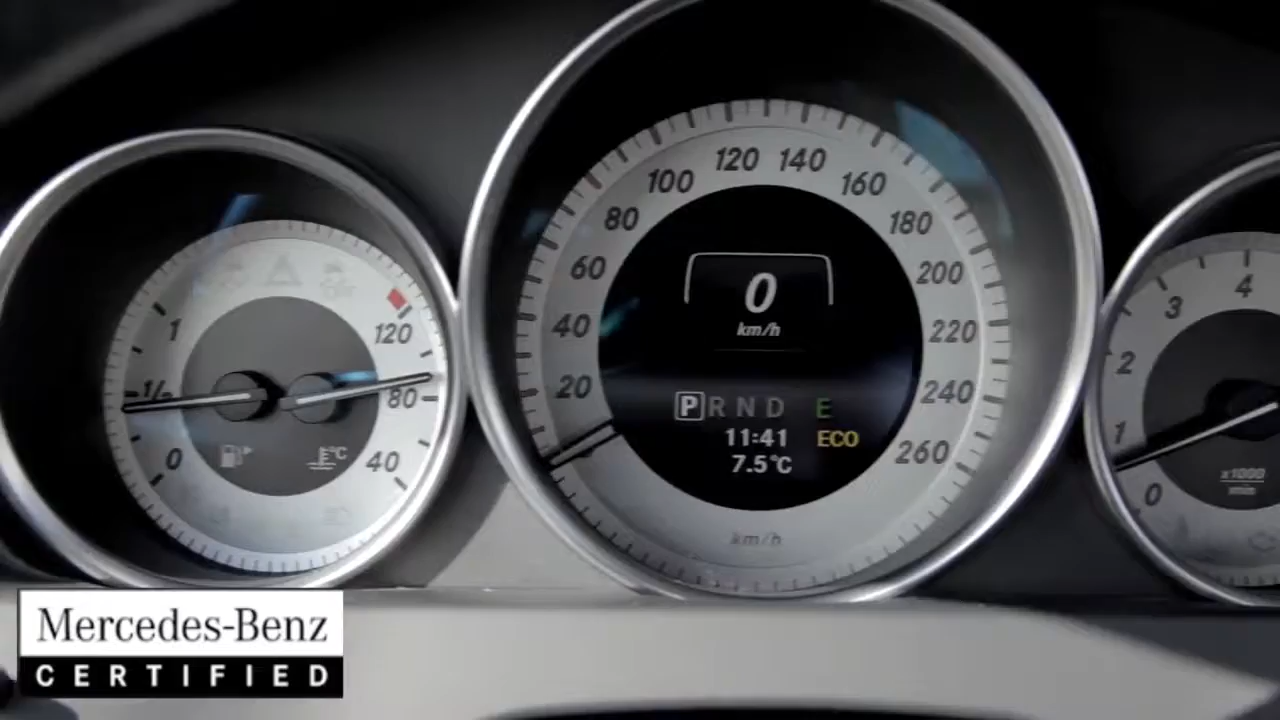 1
1/2
0
120
80
40
°C
20
40
60
80
100
120
140
160
180
200
220
240
260
0
km/h
P R N D E
11:41 ECO
7.5°C
km/h
4
3
2
1
0
x1000
min
Mercedes-Benz
CERTIFIED